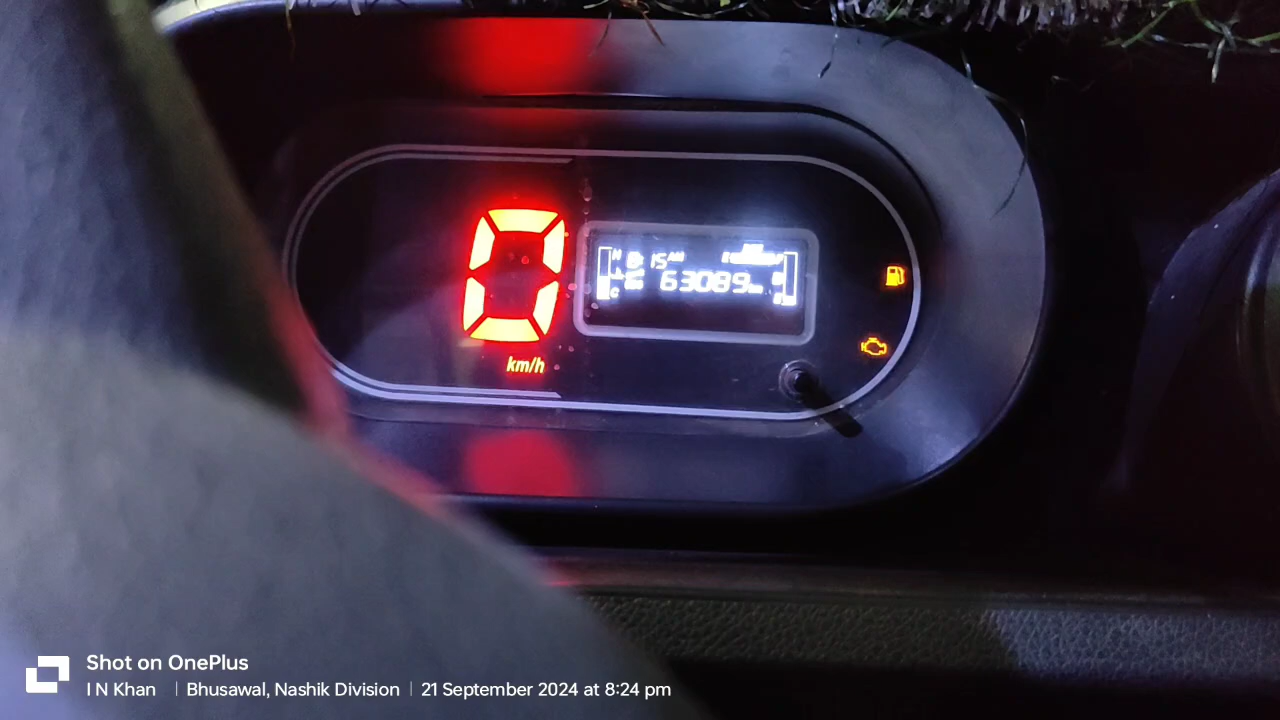 0
km/h
H
C
63089
Shot on OnePlus
I N Khan | Bhusawal, Nashik Division | 21 September 2024 at 8:24 pm